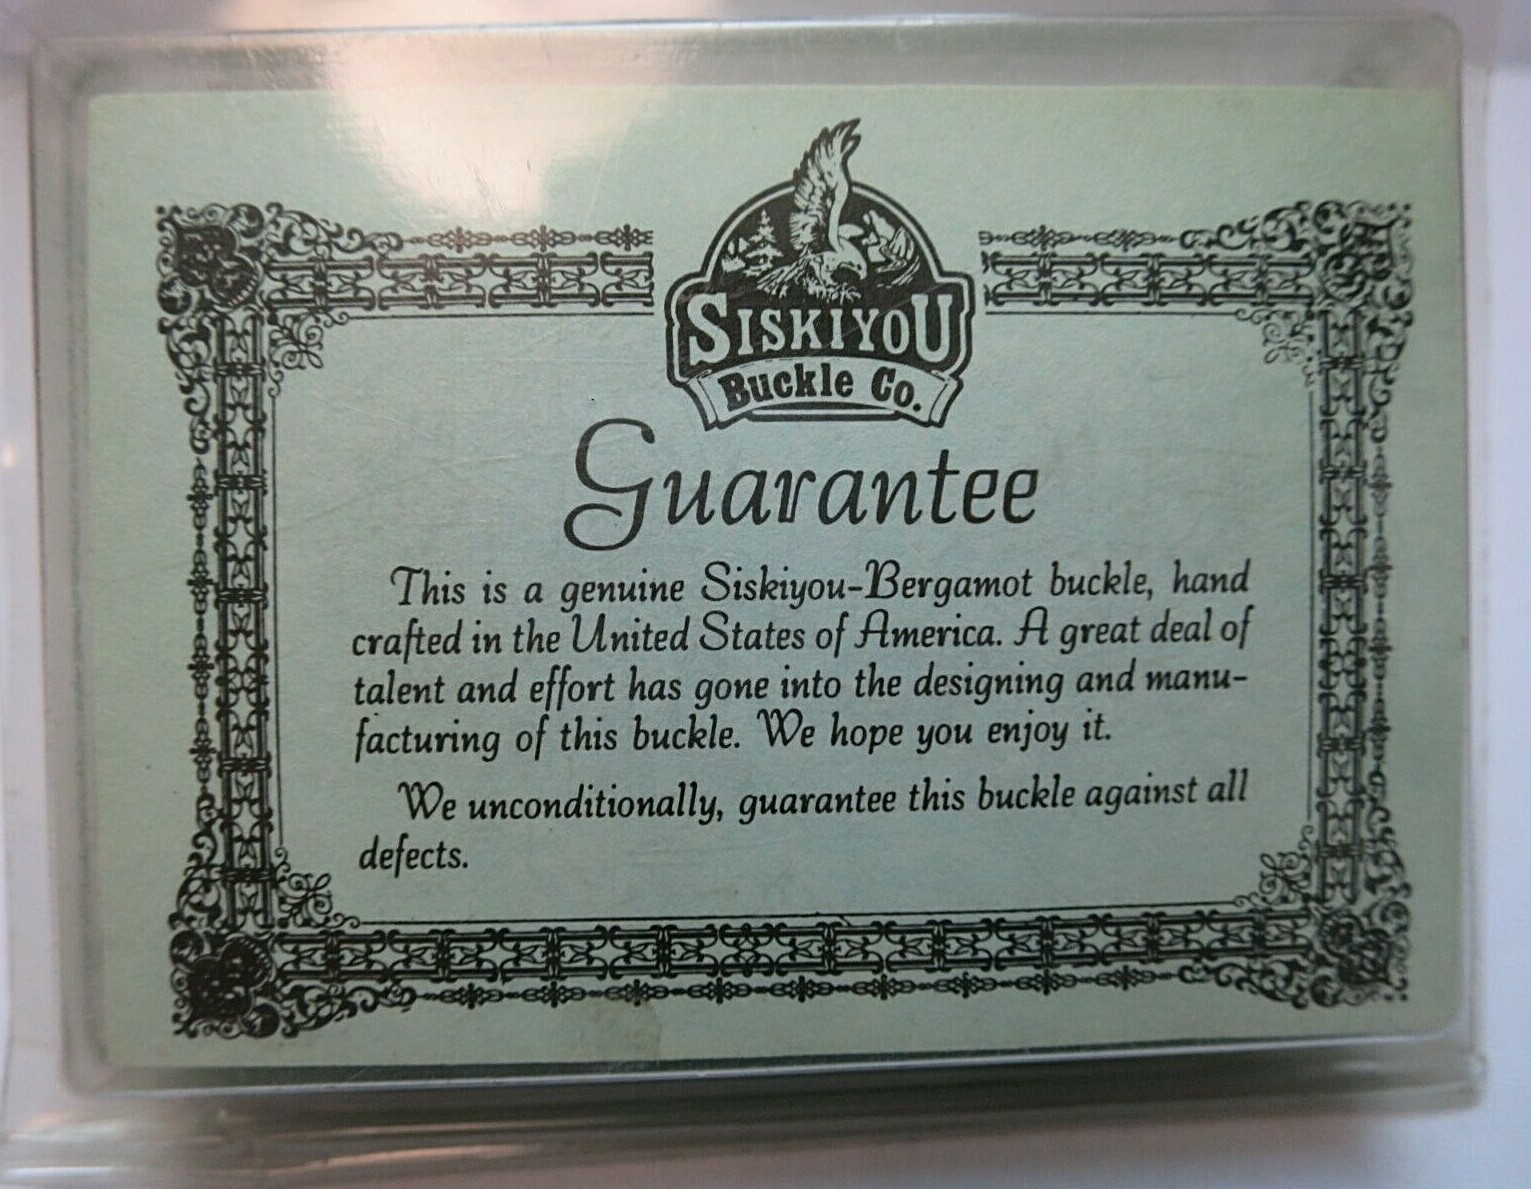 SISKIYOU
Buckle Co.
Guarantee
This is a genuine Siskiyou-Bergamot buckle, hand
crafted in the United States of America. A great deal of
talent and effort has gone into the designing and manu-
facturing of this buckle. We hope you enjoy it.
We unconditionally, guarantee this buckle against all
defects.